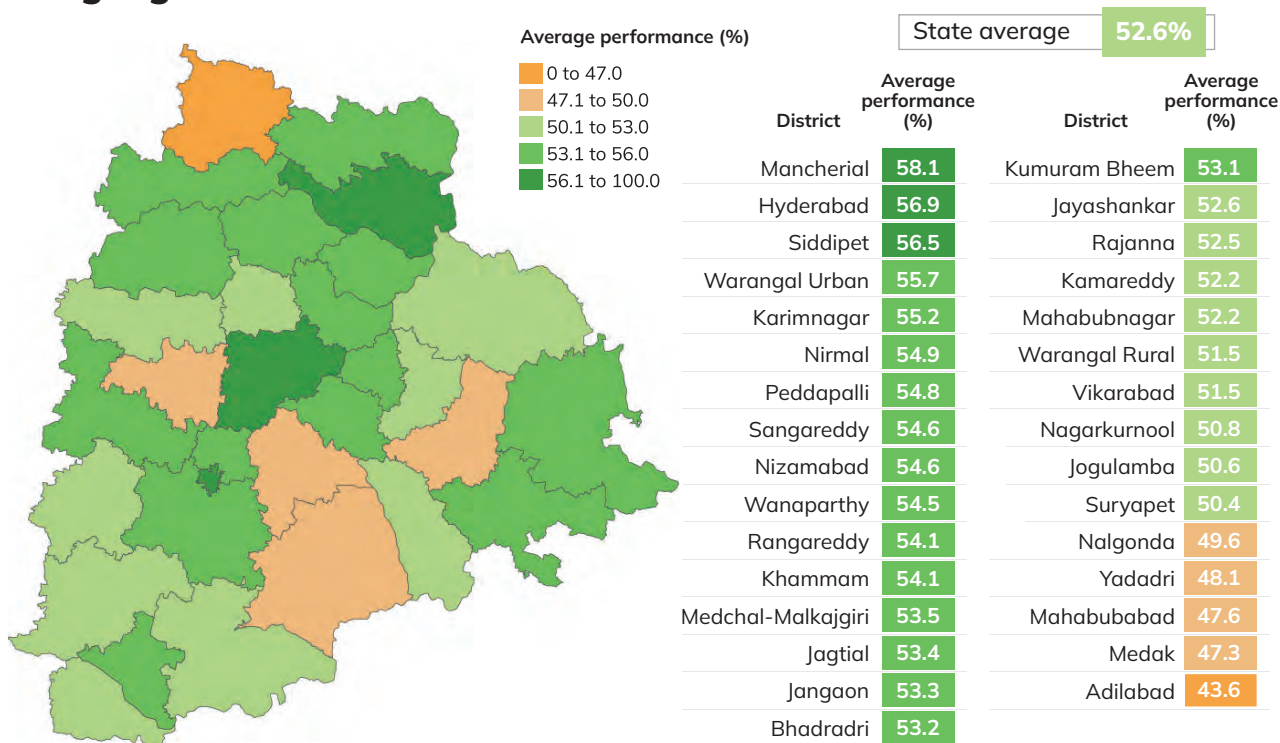 Average performance (%)
0 to 47.0
47.1 to 50.0
50.1 to 53.0
53.1 to 56.0
56.1 to 100.0
State average 52.6%
District Average performance (%)
Mancherial 58.1
Hyderabad 56.9
Siddipet 56.5
Warangal Urban 55.7
Karimnagar 55.2
Nirmal 54.9
Peddapalli 54.8
Sangareddy 54.6
Nizamabad 54.6
Wanaparthy 54.5
Rangareddy 54.1
Khammam 54.1
Medchal-Malkajgiri 53.5
Jagtial 53.4
Jangaon 53.3
Bhadradri 53.2
District Average performance (%)
Kumuram Bheem 53.1
Jayashankar 52.6
Rajanna 52.5
Kamareddy 52.2
Mahabubnagar 52.2
Warangal Rural 51.5
Vikarabad 51.5
Nagarkurnool 50.8
Jogulamba 50.6
Suryapet 50.4
Nalgonda 49.6
Yadadri 48.1
Mahabubabad 47.6
Medak 47.3
Adilabad 43.6